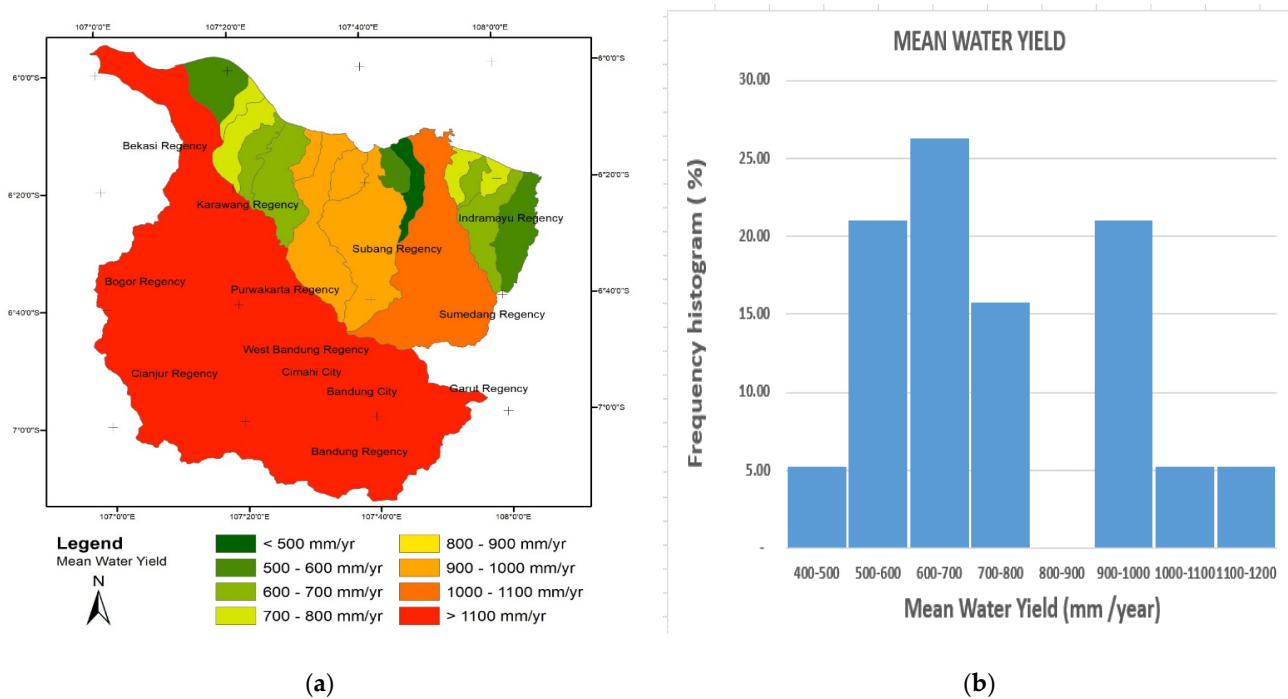 107°0'0"E
107°20'0"E
107°40'0"E
108°0'0"E
6°0'0"S
6°20'0"S
6°40'0"S
7°0'0"S
6°0'0"S
6°20'0"S
6°40'0"S
7°0'0"S
Bekasi Regency
Karawang Regency
Indramayu Regency
Subang Regency
Bogor Regency
Purwakarta Regency
Sumedang Regency
West Bandung Regency
Cianjur Regency
Cimahi City
Bandung City
Garut Regency
Bandung Regency
107°0'0"E
107°20'0"E
107°40'0"E
108°0'0"E
Legend
Mean Water Yield
N
< 500 mm/yr
500 - 600 mm/yr
600 - 700 mm/yr
700 - 800 mm/yr
800 - 900 mm/yr
900 - 1000 mm/yr
1000 - 1100 mm/yr
> 1100 mm/yr
(a)
MEAN WATER YIELD
Frequency histogram ( %)
30.00
25.00
20.00
15.00
10.00
5.00
-
400-500
500-600
600-700
700-800
800-900
900-1000
1000-1100
1100-1200
Mean Water Yield (mm /year)
(b)